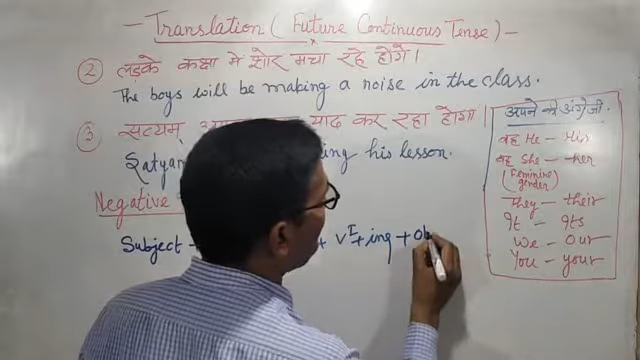 - Translation ( Future Continuous Tense ) -
② लड़के कक्षा मे शोर मचा रहे होंगे।
The boys will be making a noise in the class.
③ सत्यम् याद कर रहा होगा।
his lesson.
Negative
Subject + V I + ing + Ob
अपने को अंग्रेजी
वह He - His
वह She - Her
(Feminine gender)
They - their
It - Its
We - Our
You - your